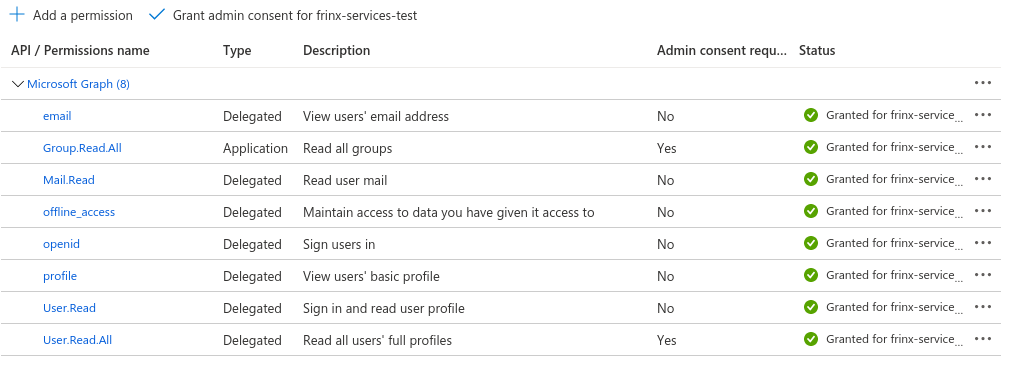 Add a permission Grant admin consent for frinx-services-test
API / Permissions name Type Description Admin consent requ... Status
Microsoft Graph (8) ...
email Delegated View users' email address No Granted for frinx-service... ...
Group.Read.All Application Read all groups Yes Granted for frinx-service... ...
Mail.Read Delegated Read user mail No Granted for frinx-service... ...
offline_access Delegated Maintain access to data you have given it access to No Granted for frinx-service... ...
openid Delegated Sign users in No Granted for frinx-service... ...
profile Delegated View users' basic profile No Granted for frinx-service... ...
User.Read Delegated Sign in and read user profile No Granted for frinx-service... ...
User.Read.All Delegated Read all users' full profiles Yes Granted for frinx-service... ...